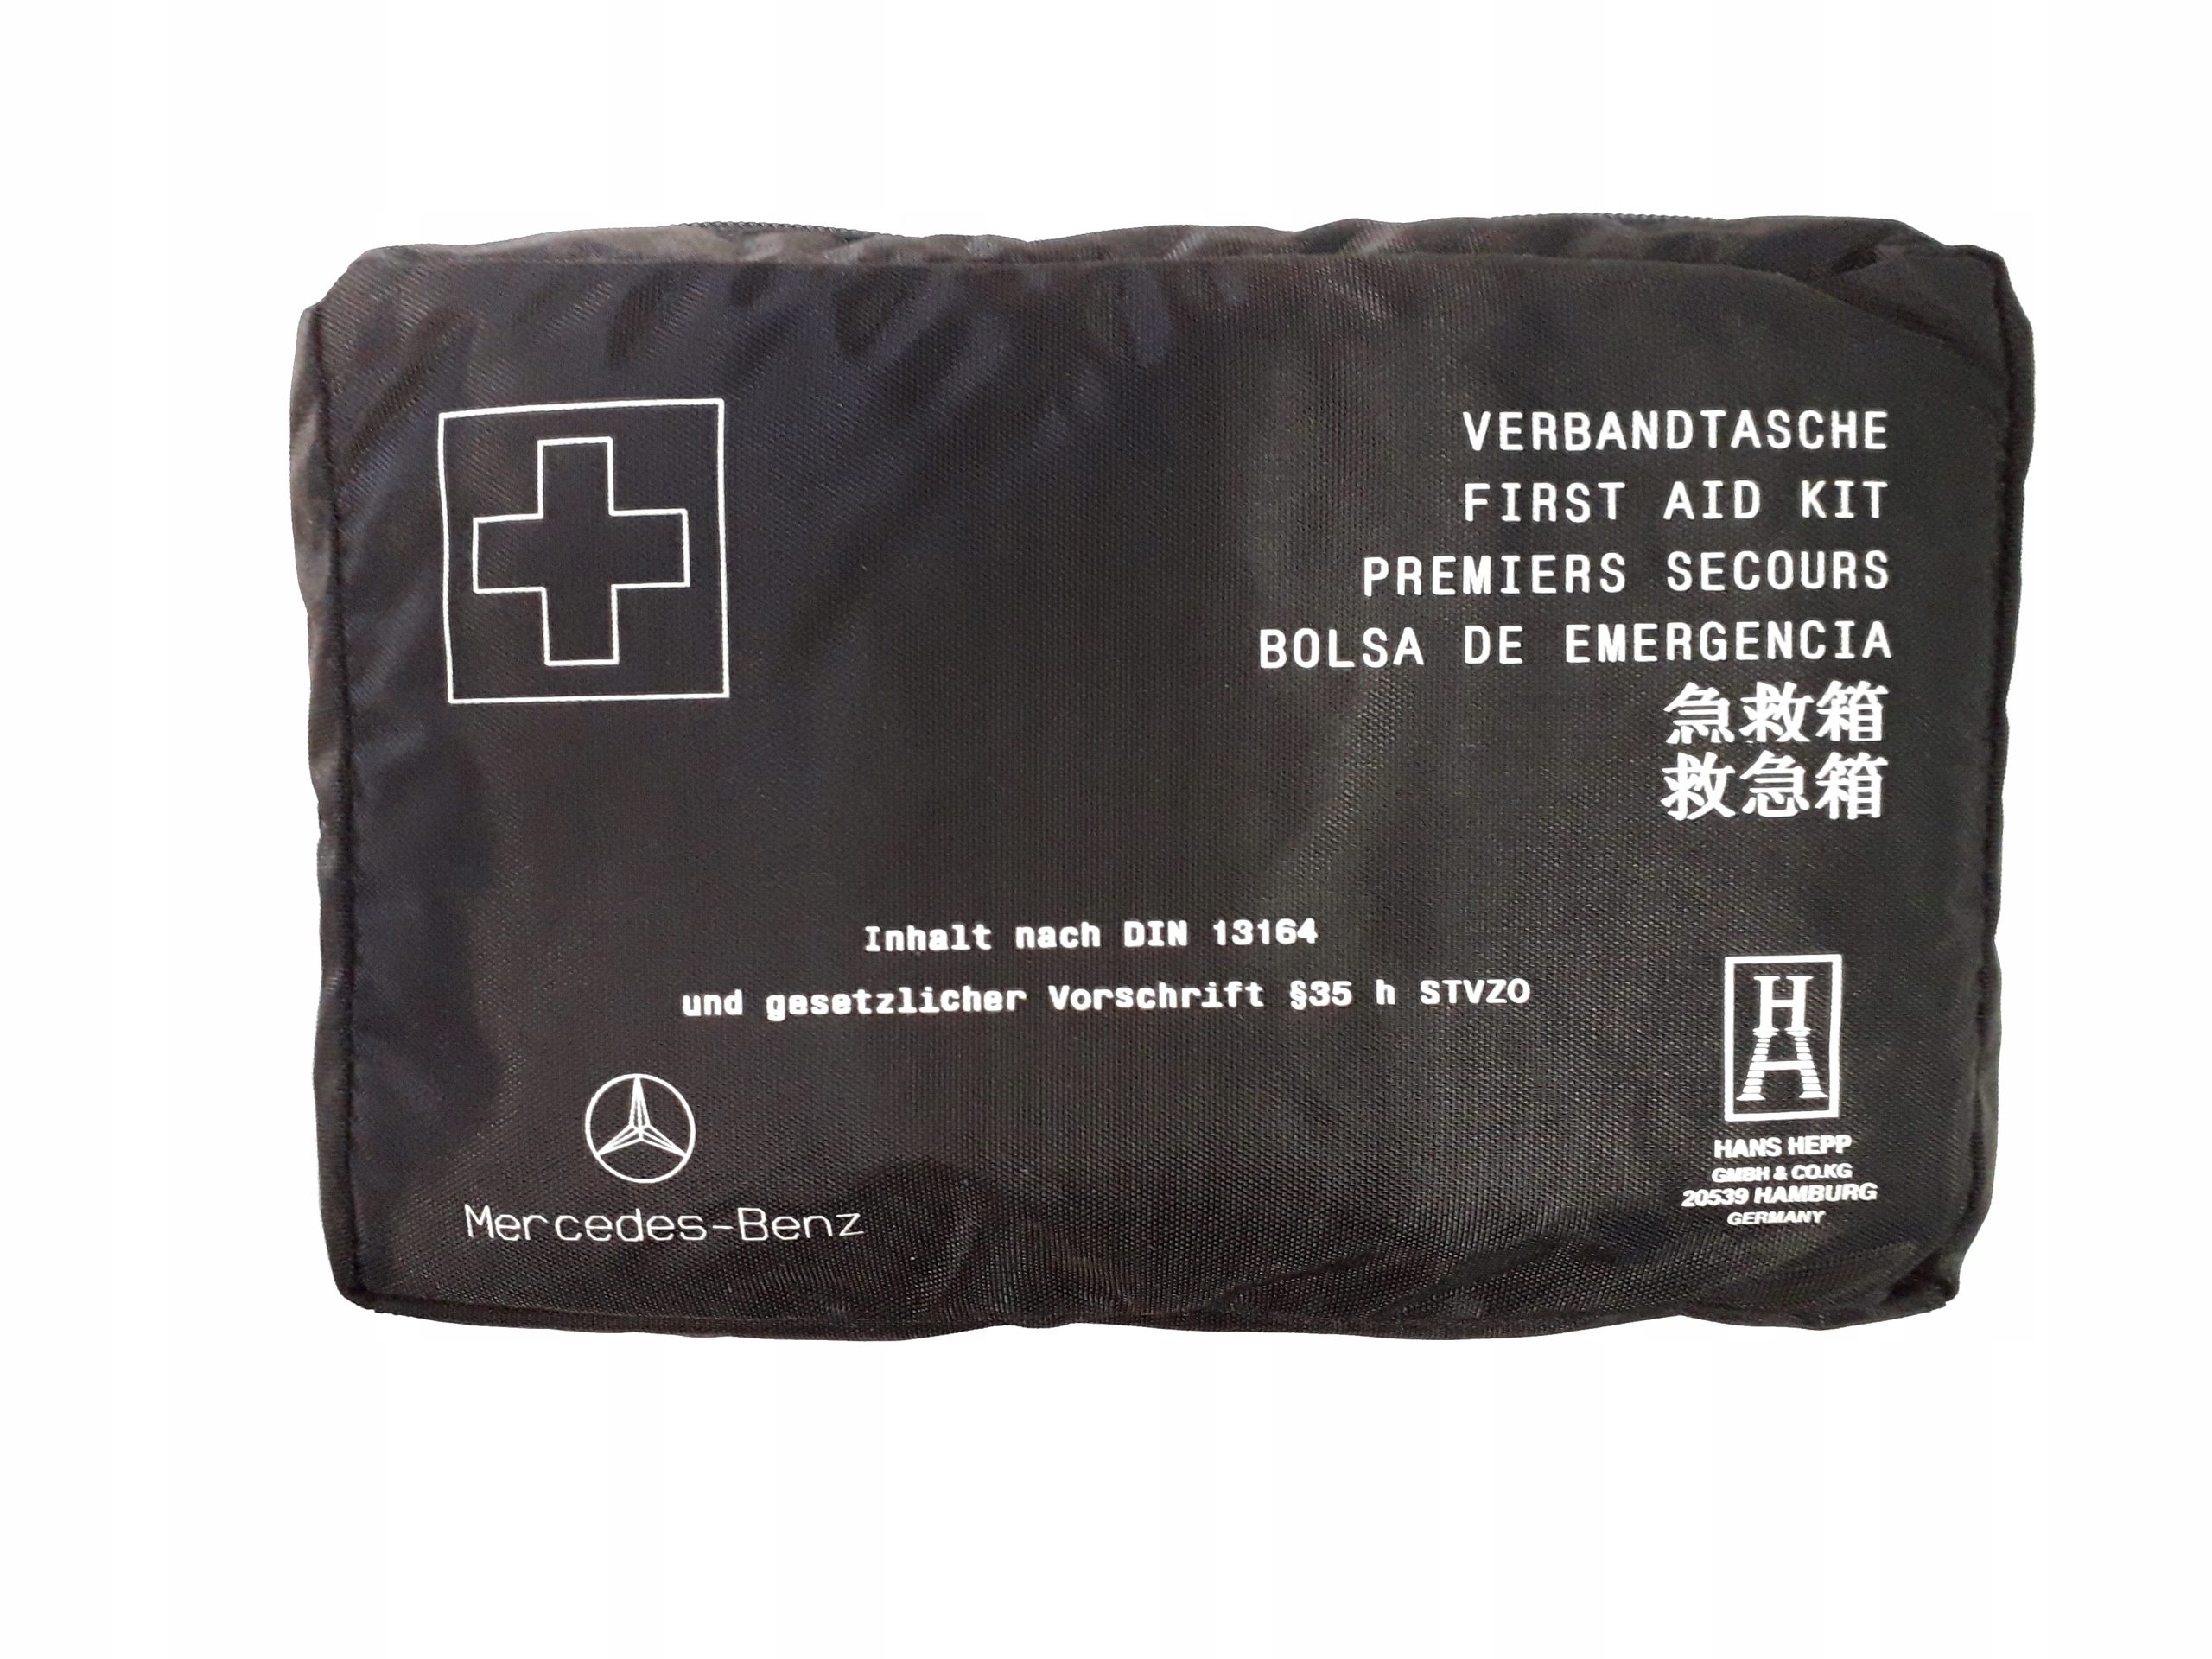 VERBANDTASCHE
FIRST AID KIT
PREMIERS SECOURS
BOLSA DE EMERGENCIA
急救箱
救急箱
Inhalt nach DIN 13164
und gesetzlicher Vorschrift §35 h STVZO
Mercedes-Benz
HA
HANS HEPP
GMBH & CO.KG
20539 HAMBURG
GERMANY